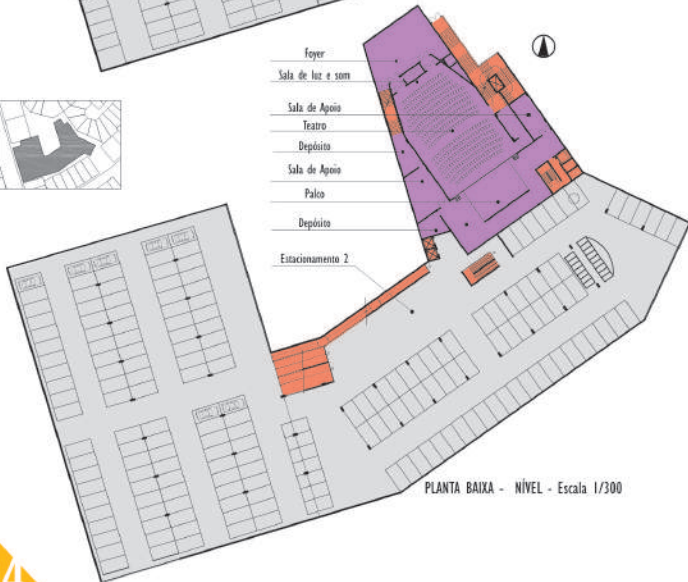 Foyer
Sala de luz e som
Sala de Apoio
Teatro
Depósito
Sala de Apoio
Palco
Depósito
Estacionamento 2
PLANTA BAIXA - NÍVEL - Escala 1/300
4